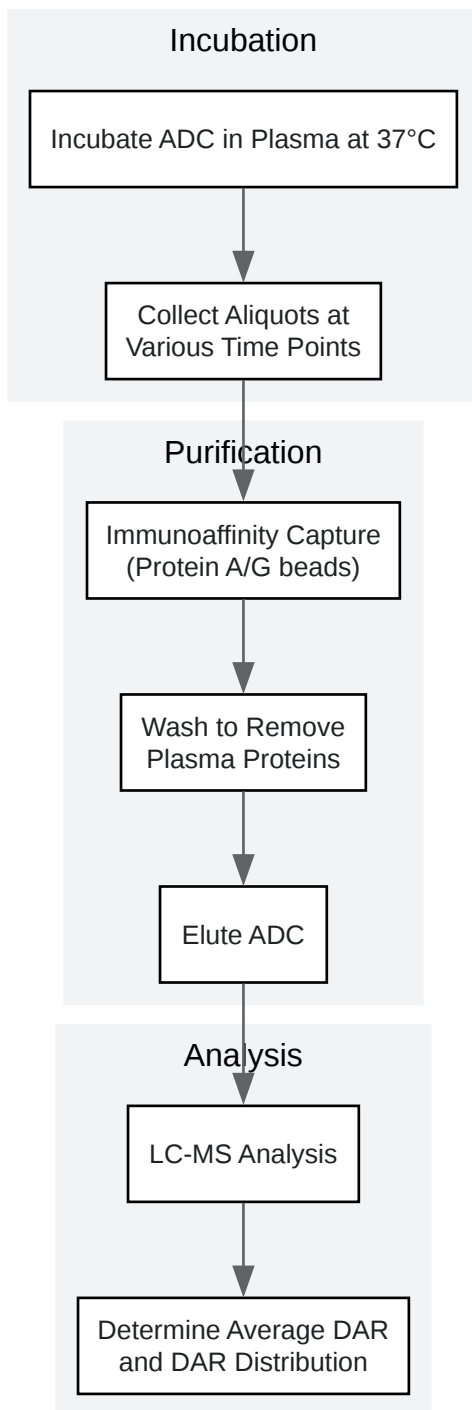 Incubation
Incubate ADC in Plasma at 37°C
Collect Aliquots at
Various Time Points
Purification
Immunoaffinity Capture
(Protein A/G beads)
Wash to Remove
Plasma Proteins
Elute ADC
Analysis
LC-MS Analysis
Determine Average DAR
and DAR Distribution